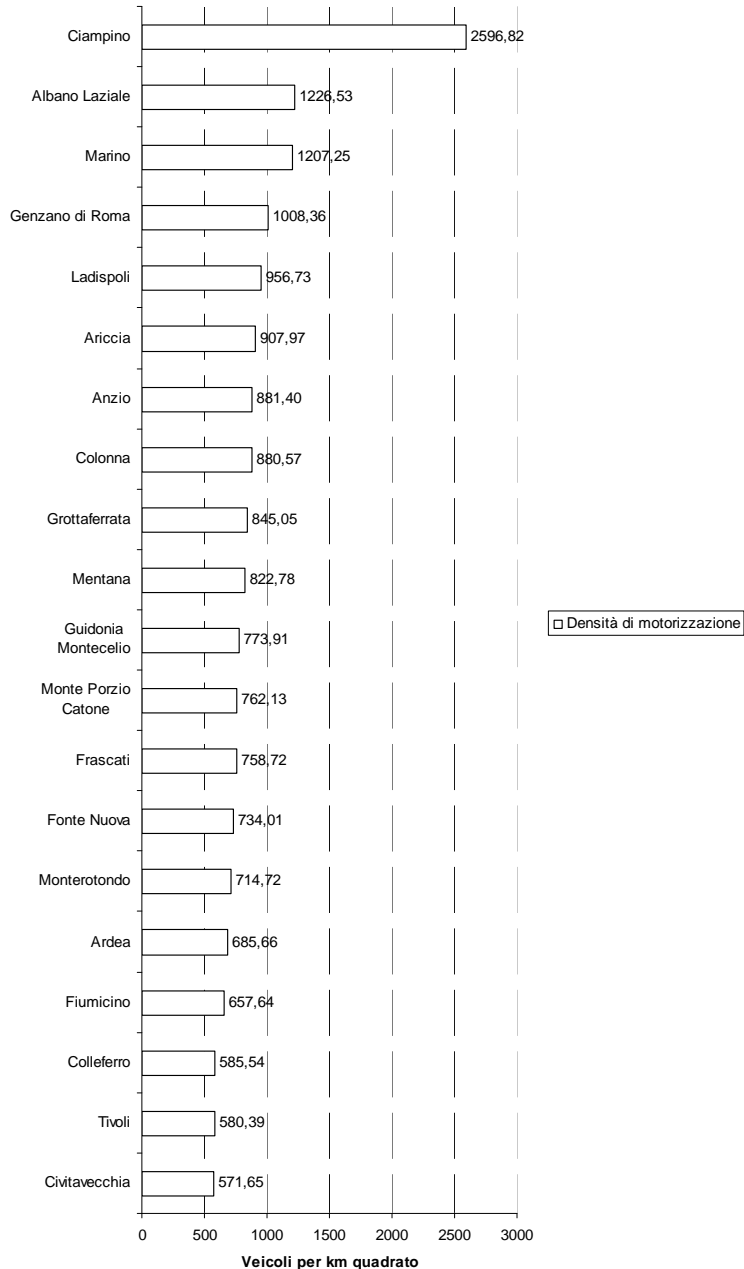 Ciampino
2596,82
Albano Laziale
1226,53
Marino
1207,25
Genzano di Roma
1008,36
Ladispoli
956,73
Ariccia
907,97
Anzio
881,40
Colonna
880,57
Grottaferrata
845,05
Mentana
822,78
Guidonia
Montecelio
773,91
Monte Porzio
Catone
762,13
Frascati
758,72
Fonte Nuova
734,01
Monterotondo
714,72
Ardea
685,66
Fiumicino
657,64
Colleferro
585,54
Tivoli
580,39
Civitavecchia
571,65
0 500 1000 1500 2000 2500 3000
Veicoli per km quadrato
Densità di motorizzazione